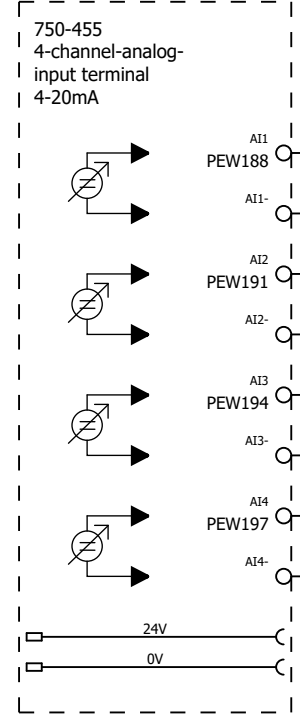 750-455
4-channel-analog-
input terminal
4-20mA
AI1
PEW188
AI1-
AI2
PEW191
AI2-
AI3
PEW194
AI3-
AI4
PEW197
AI4-
24V
0V